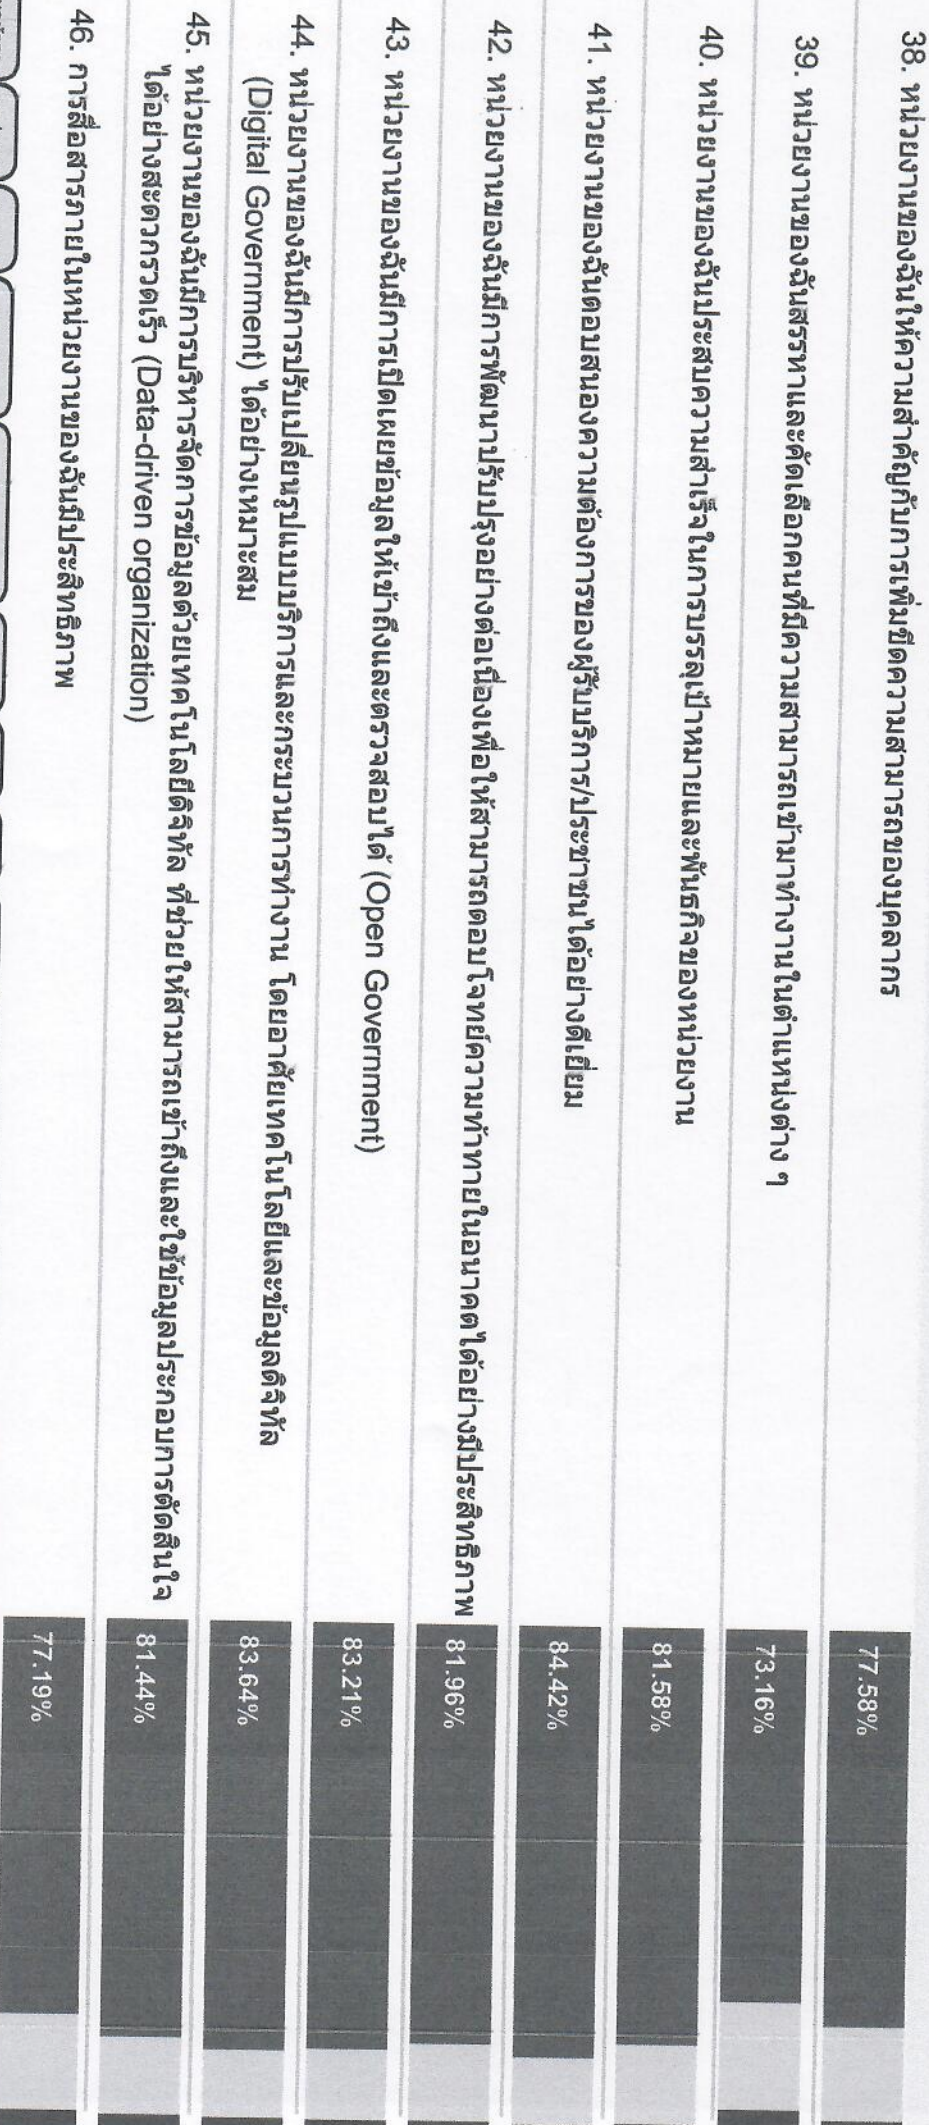 38. หน่วยงานของฉันให้ความสำคัญกับการเพิ่มขีดความสามารถของบุคลากร
77.58%
39. หน่วยงานของฉันสรรหาและคัดเลือกคนที่มีความสามารถเข้ามาทำงานในตำแหน่งต่าง ๆ
73.16%
40. หน่วยงานของฉันประสบความสำเร็จในการบรรลุเป้าหมายและพันธกิจของหน่วยงาน
81.58%
41. หน่วยงานของฉันตอบสนองความต้องการของผู้รับบริการ/ประชาชนได้อย่างดีเยี่ยม
84.42%
42. หน่วยงานของฉันมีการพัฒนาปรับปรุงอย่างต่อเนื่องเพื่อให้สามารถตอบโจทย์ความท้าทายในอนาคตได้อย่างมีประสิทธิภาพ
81.96%
43. หน่วยงานของฉันมีการเปิดเผยข้อมูลให้เข้าถึงและตรวจสอบได้ (Open Government)
83.21%
44. หน่วยงานของฉันมีการปรับเปลี่ยนรูปแบบบริการและกระบวนการทำงาน โดยอาศัยเทคโนโลยีและข้อมูลดิจิทัล
(Digital Government) ได้อย่างเหมาะสม
83.64%
45. หน่วยงานของฉันมีการบริหารจัดการข้อมูลด้วยเทคโนโลยีดิจิทัล ที่ช่วยให้สามารถเข้าถึงและใช้ข้อมูลประกอบการตัดสินใจ
ได้อย่างสะดวกรวดเร็ว (Data-driven organization)
81.44%
46. การสื่อสารภายในหน่วยงานของฉันมีประสิทธิภาพ
77.19%